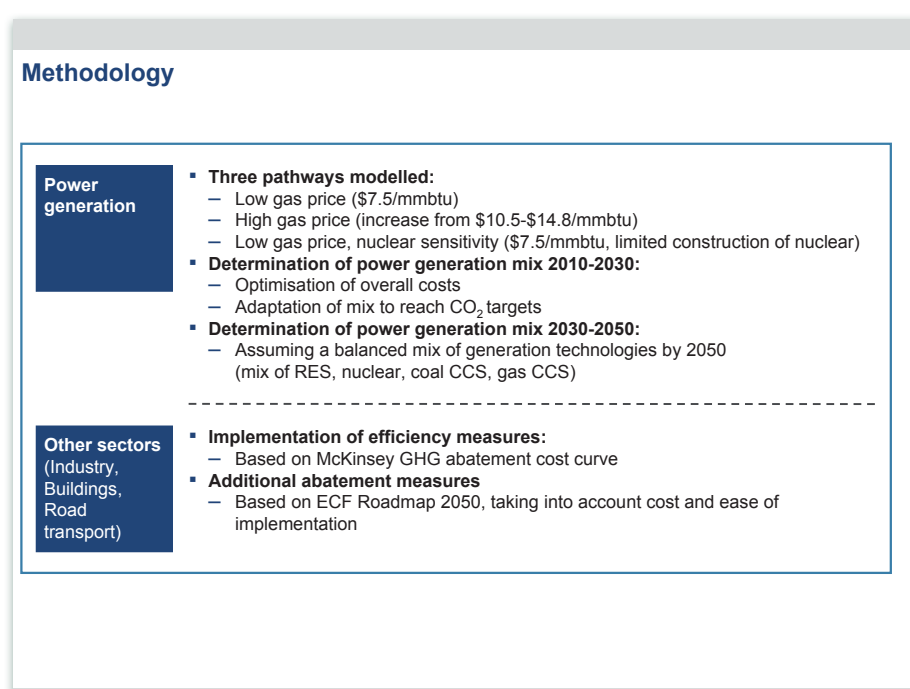 Methodology
Power
generation
▪ Three pathways modelled:
– Low gas price ($7.5/mmbtu)
– High gas price (increase from $10.5-$14.8/mmbtu)
– Low gas price, nuclear sensitivity ($7.5/mmbtu, limited construction of nuclear)
▪ Determination of power generation mix 2010-2030:
– Optimisation of overall costs
– Adaptation of mix to reach CO2 targets
▪ Determination of power generation mix 2030-2050:
– Assuming a balanced mix of generation technologies by 2050
(mix of RES, nuclear, coal CCS, gas CCS)
Other sectors
(Industry,
Buildings,
Road
transport)
▪ Implementation of efficiency measures:
– Based on McKinsey GHG abatement cost curve
▪ Additional abatement measures
– Based on ECF Roadmap 2050, taking into account cost and ease of
implementation